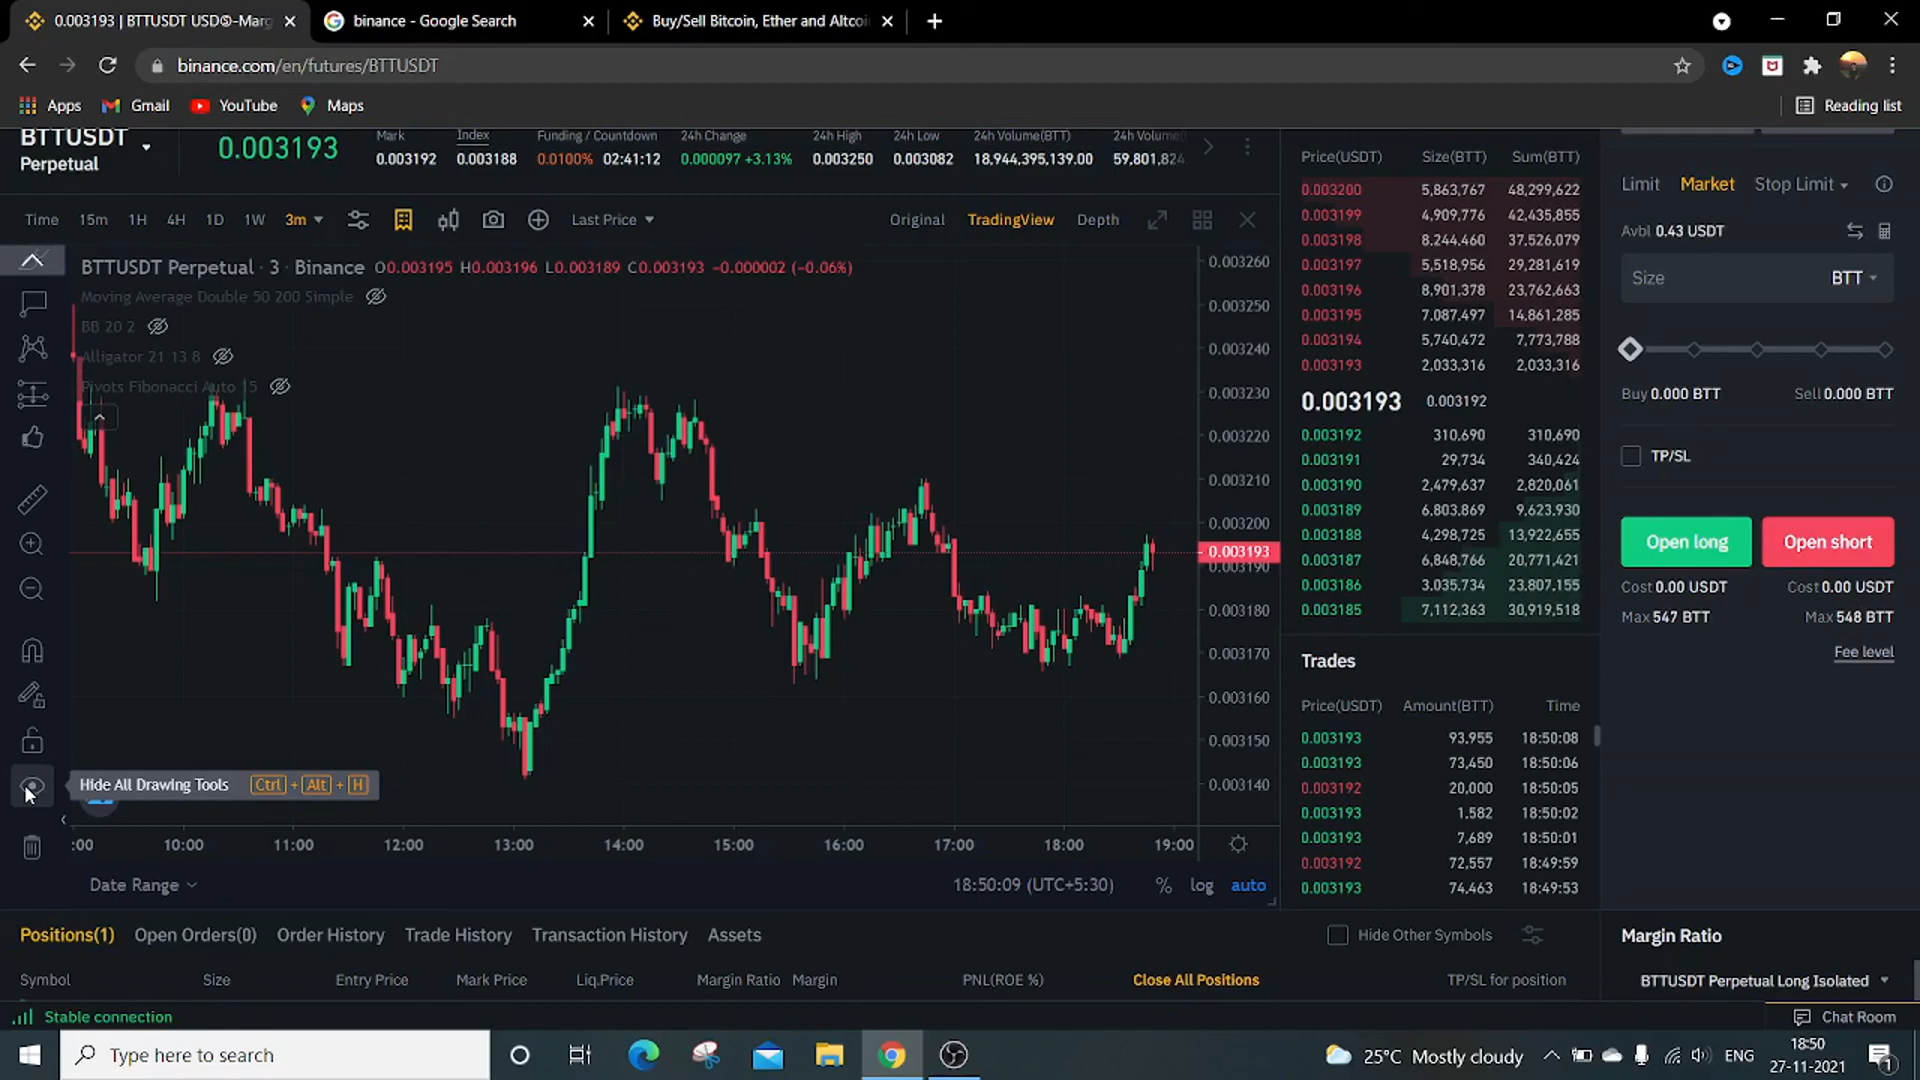 0.003193 | BTTUSDT USDⓈ-Marg
binance - Google Search
Buy/Sell Bitcoin, Ether and Altcoi
binance.com/en/futures/BTTUSDT
Apps
Gmail
YouTube
Maps
Reading list
BTTUSDT
Perpetual
0.003193
Mark
0.003192
Index
0.003188
Funding / Countdown
0.0100% 02:41:12
24h Change
0.000097 +3.13%
24h High
0.003250
24h Low
0.003082
24h Volume(BTT)
18,944,395,139.00
24h Volume
59,801,824
Time 15m 1H 4H 1D 1W 3m
Last Price
Original TradingView Depth
BTTUSDT Perpetual · 3 · Binance O0.003195 H0.003196 L0.003189 C0.003193 −0.000002 (−0.06%)
Moving Average Double 50 200 Simple
BB 20 2
Alligator 21 13 8
Pivots Fibonacci Auto 15
0.003260
0.003250
0.003240
0.003230
0.003220
0.003210
0.003200
0.003193
0.003190
0.003180
0.003170
0.003160
0.003150
0.003140
Hide All Drawing Tools Ctrl + Alt + H
:00 10:00 11:00 12:00 13:00 14:00 15:00 16:00 17:00 18:00 19:00
Date Range
18:50:09 (UTC+5:30) % log auto
Price(USDT) Size(BTT) Sum(BTT)
0.003200 5,863,767 48,299,622
0.003199 4,909,776 42,435,855
0.003198 8,244,460 37,526,079
0.003197 5,518,956 29,281,619
0.003196 8,901,378 23,762,663
0.003195 7,087,497 14,861,285
0.003194 5,740,472 7,773,788
0.003193 2,033,316 2,033,316
0.003193 0.003192
0.003192 310,690 310,690
0.003191 29,734 340,424
0.003190 2,479,637 2,820,061
0.003189 6,803,869 9,623,930
0.003188 4,298,725 13,922,655
0.003187 6,848,766 20,771,421
0.003186 3,035,734 23,807,155
0.003185 7,112,363 30,919,518
Trades
Price(USDT) Amount(BTT) Time
0.003193 93,955 18:50:08
0.003193 73,450 18:50:06
0.003192 20,000 18:50:05
0.003193 1,582 18:50:02
0.003193 7,689 18:50:01
0.003192 72,557 18:49:59
0.003193 74,463 18:49:53
Limit Market Stop Limit
Avbl 0.43 USDT
Size BTT
Buy 0.000 BTT Sell 0.000 BTT
TP/SL
Open long Open short
Cost 0.00 USDT Cost 0.00 USDT
Max 547 BTT Max 548 BTT
Fee level
Positions(1) Open Orders(0) Order History Trade History Transaction History Assets
Hide Other Symbols
Symbol Size Entry Price Mark Price Liq.Price Margin Ratio Margin PNL(ROE %) Close All Positions TP/SL for position
Margin Ratio
BTTUSDT Perpetual Long Isolated
Stable connection
Chat Room
Type here to search
25°C Mostly cloudy
ENG
18:50
27-11-2021
1